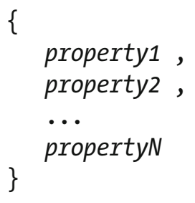 {
property1 ,
property2 ,
...
propertyN
}